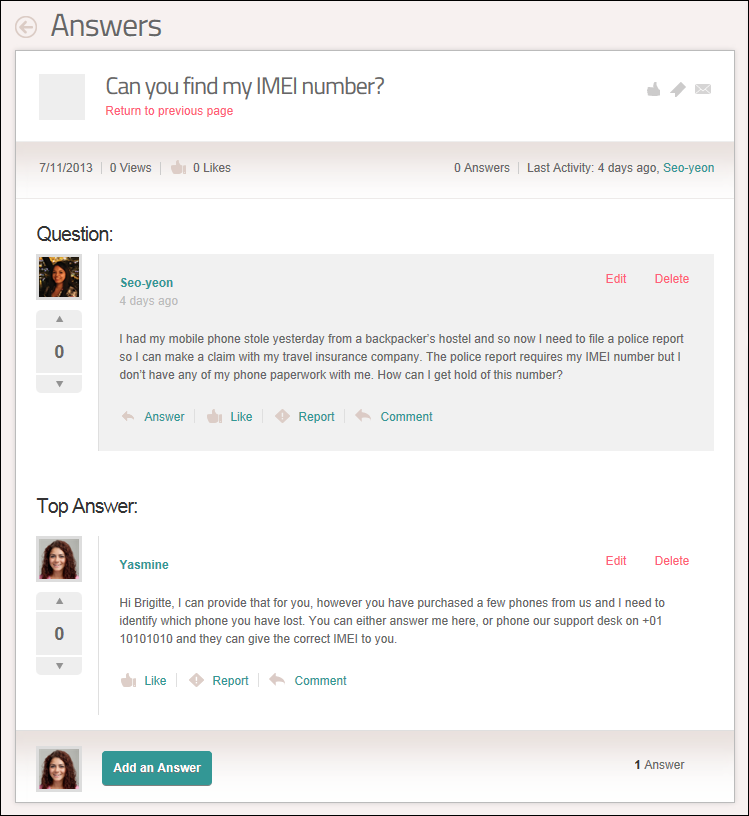 Answers
Can you find my IMEI number?
Return to previous page
7/11/2013 0 Views 0 Likes 0 Answers Last Activity: 4 days ago, Seo-yeon
Question:
Seo-yeon Edit Delete
4 days ago
0
I had my mobile phone stole yesterday from a backpacker’s hostel and so now I need to file a police report
so I can make a claim with my travel insurance company. The police report requires my IMEI number but I
don’t have any of my phone paperwork with me. How can I get hold of this number?
Answer Like Report Comment
Top Answer:
Yasmine Edit Delete
0
Hi Brigitte, I can provide that for you, however you have purchased a few phones from us and I need to
identify which phone you have lost. You can either answer me here, or phone our support desk on +01
10101010 and they can give the correct IMEI to you.
Like Report Comment
Add an Answer 1 Answer